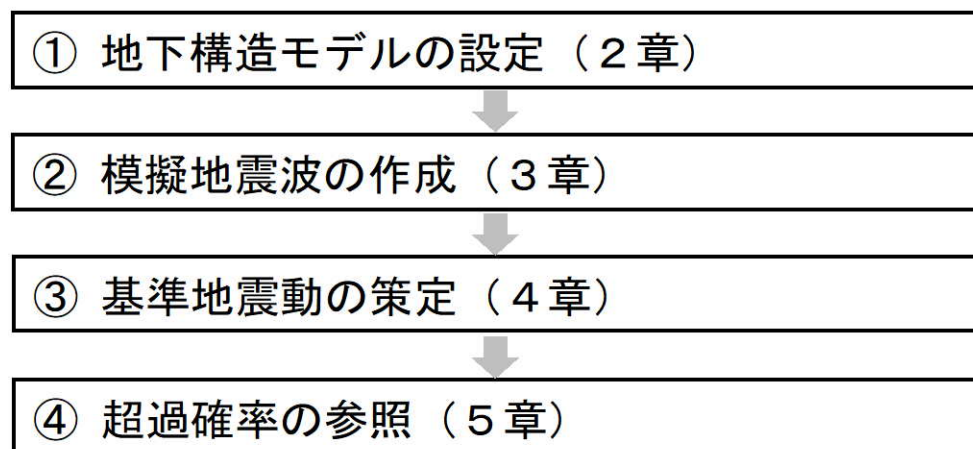 ① 地下構造モデルの設定（２章）
② 模擬地震波の作成（３章）
③ 基準地震動の策定（４章）
④ 超過確率の参照（５章）